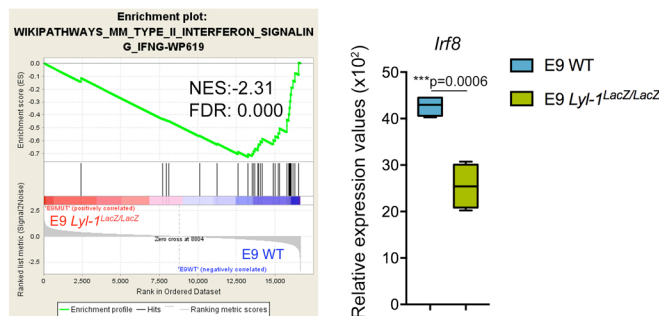 Enrichment plot:
WIKIPATHWAYS_MM_TYPE_II_INTERFERON_SIGNALIN
G_IFNG-WP619
Enrichment score (ES)
0.0
-0.1
-0.2
-0.3
-0.4
-0.5
-0.6
-0.7
NES:-2.31
FDR: 0.000
Ranked list metric (Signal2Noise)
2.5
0.0
-2.5
'E9MUT' (positively correlated)
E9 Lyl-1LacZ/LacZ
Zero cross at 8804
E9 WT
'E9WT' (negatively correlated)
0 2,500 5,000 7,500 10,000 12,500 15,000
Rank in Ordered Dataset
Enrichment profile Hits Ranking metric scores
Irf8
Relative expression values (x102)
50
40
30
20
10
0
***p=0.0006
E9 WT
E9 Lyl-1LacZ/LacZ